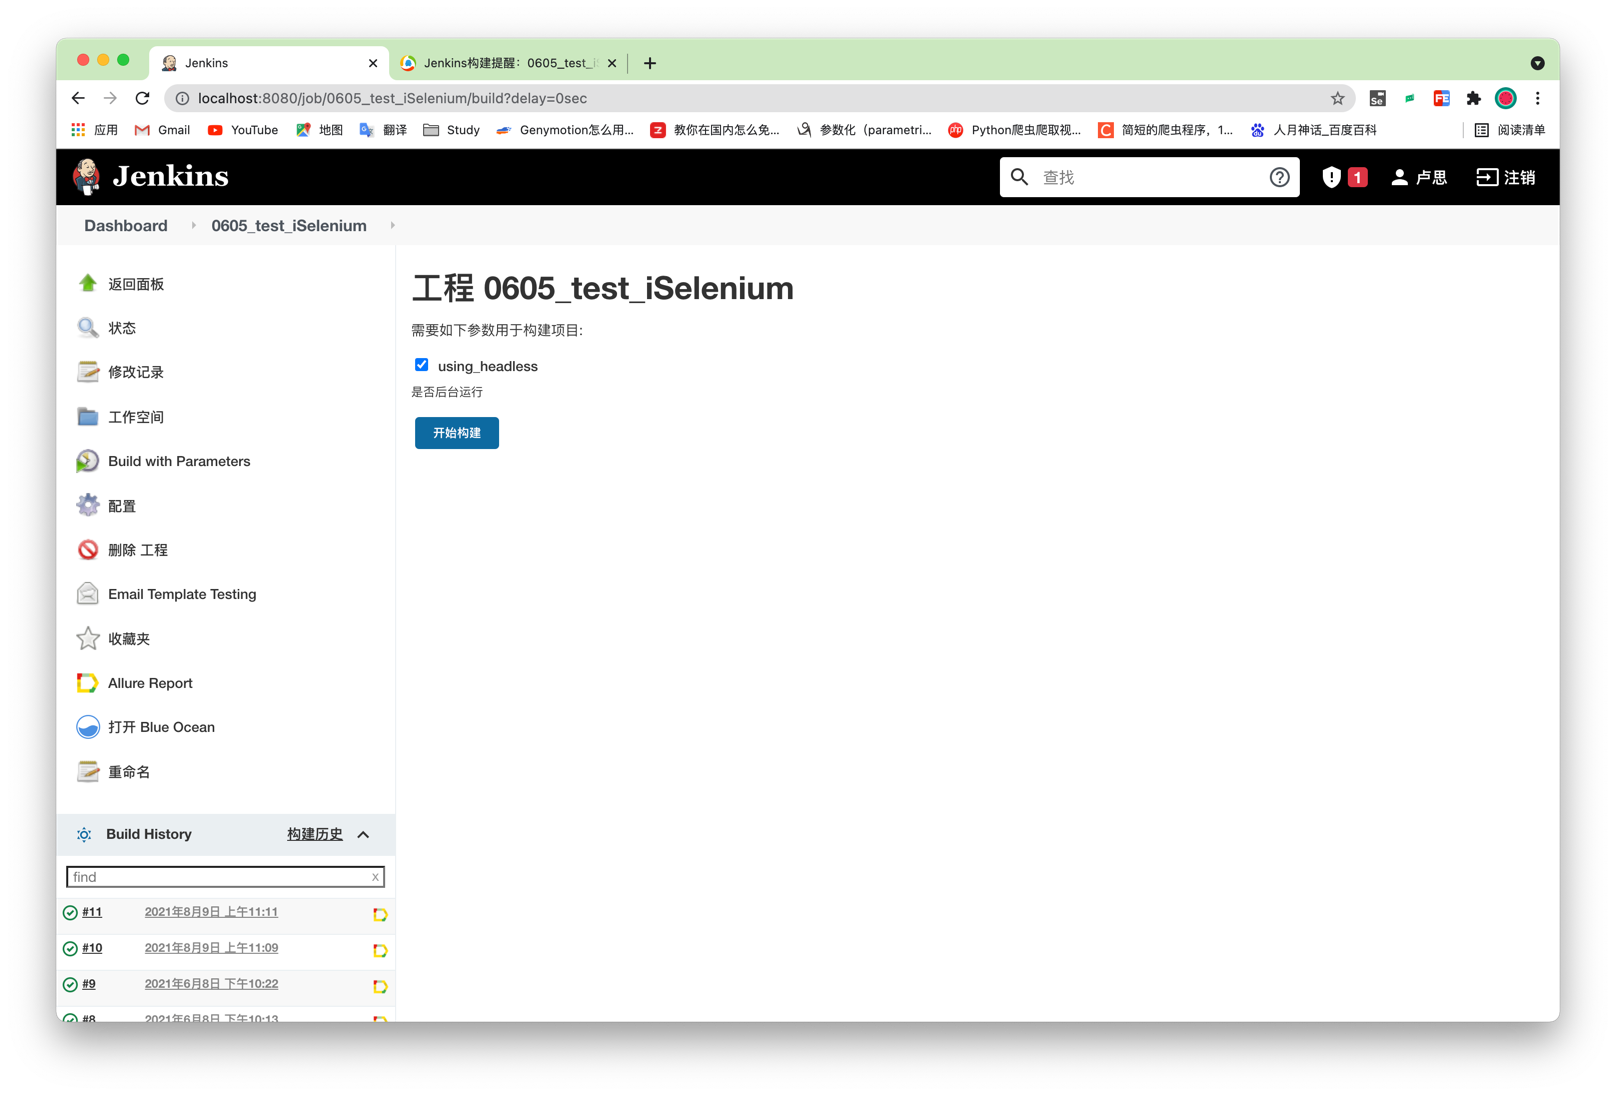 Jenkins
Jenkins构建提醒：0605_test_i
localhost:8080/job/0605_test_iSelenium/build?delay=0sec
Se
FE
应用
Gmail
YouTube
地图
翻译
Study
Genymotion怎么用...
Z
教你在国内怎么免...
参数化（parametri...
php
Python爬虫爬取视...
C
简短的爬虫程序，1...
人月神话_百度百科
阅读清单
Jenkins
查找
1
卢思
注销
Dashboard
0605_test_iSelenium
返回面板
状态
修改记录
工作空间
Build with Parameters
配置
删除 工程
Email Template Testing
收藏夹
Allure Report
打开 Blue Ocean
重命名
Build History
构建历史
find
x
#11
2021年8月9日 上午11:11
#10
2021年8月9日 上午11:09
#9
2021年6月8日 下午10:22
#8
2021年6月8日 下午10:13
工程 0605_test_iSelenium
需要如下参数用于构建项目:
using_headless
是否后台运行
开始构建